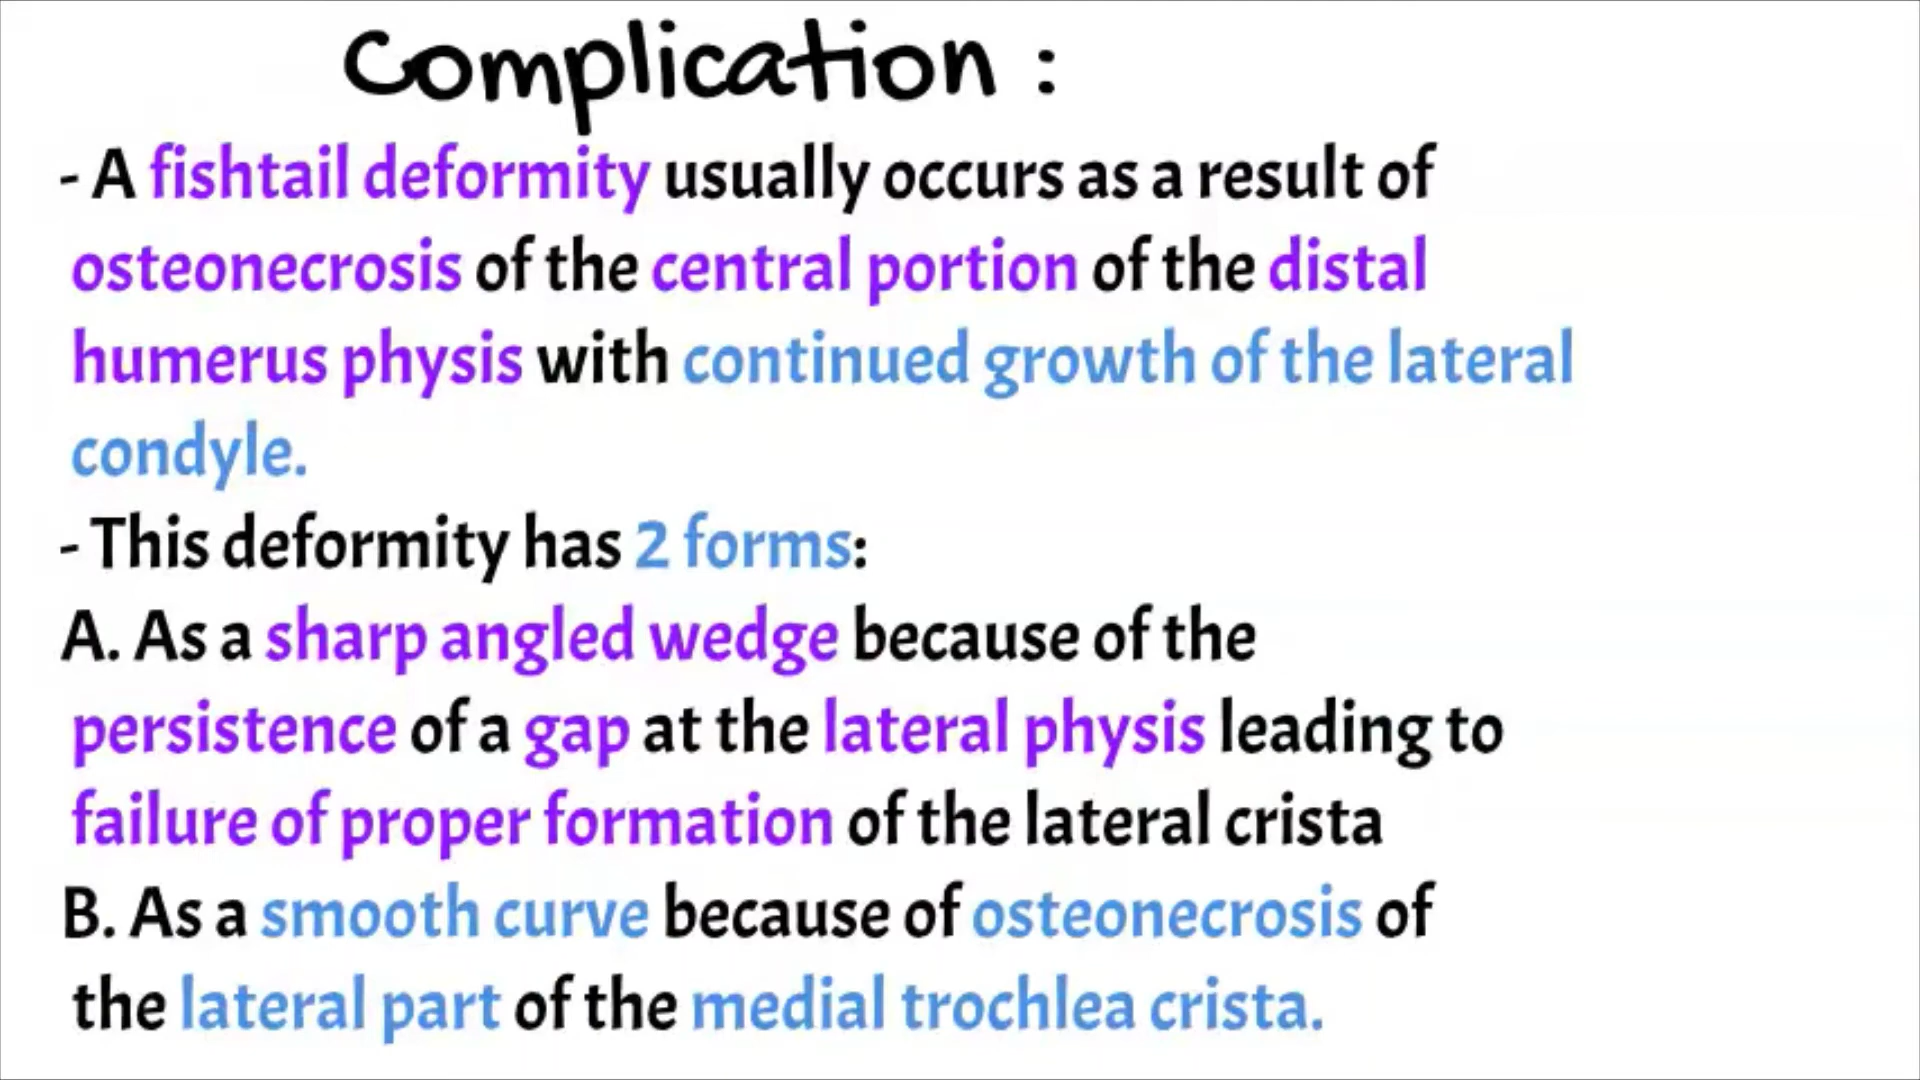 Complication :
- A fishtail deformity usually occurs as a result of
osteonecrosis of the central portion of the distal
humerus physis with continued growth of the lateral
condyle.
- This deformity has 2 forms:
A. As a sharp angled wedge because of the
persistence of a gap at the lateral physis leading to
failure of proper formation of the lateral crista
B. As a smooth curve because of osteonecrosis of
the lateral part of the medial trochlea crista.